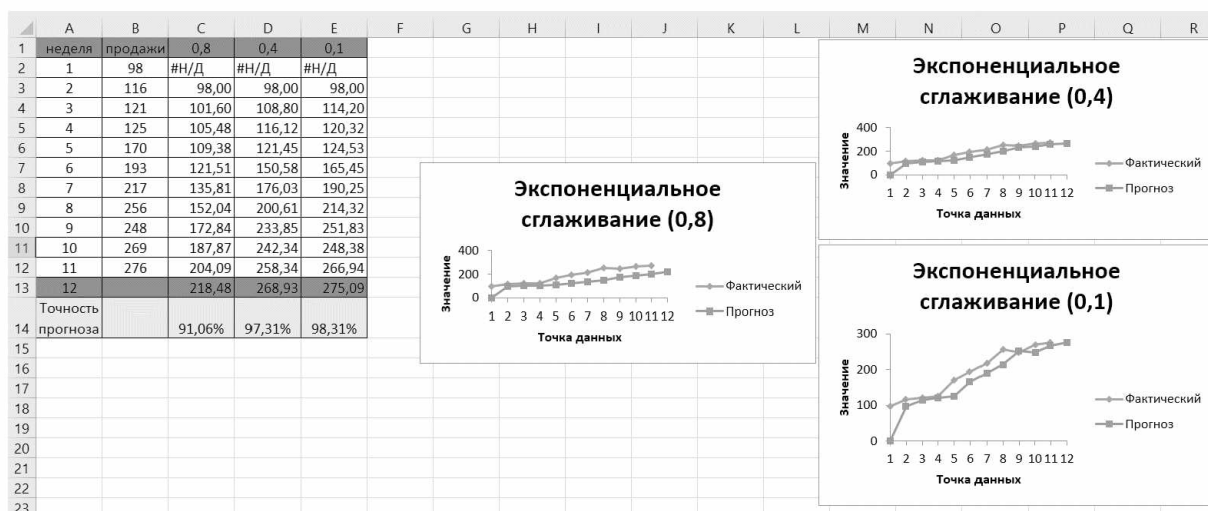 A B C D E F G H I J K L M N O P Q R
1 неделя продажи 0,8 0,4 0,1
2 1 98 #Н/Д #Н/Д #Н/Д
3 2 116 98,00 98,00 98,00
4 3 121 101,60 108,80 114,20
5 4 125 105,48 116,12 120,32
6 5 170 109,38 121,45 124,53
7 6 193 121,51 150,58 165,45
8 7 217 135,81 176,03 190,25
9 8 256 152,04 200,61 214,32
10 9 248 172,84 233,85 251,83
11 10 269 187,87 242,34 248,38
12 11 276 204,09 258,34 266,94
13 12 218,48 268,93 275,09
Точность
14 прогноза 91,06% 97,31% 98,31%
15
16
17
18
19
20
21
22
23
Экспоненциальное
сглаживание (0,8)
Значение
400
200
0
1 2 3 4 5 6 7 8 9 10 11 12
Точка данных
Фактический
Прогноз
Экспоненциальное
сглаживание (0,4)
Значение
400
200
0
1 2 3 4 5 6 7 8 9 10 11 12
Точка данных
Фактический
Прогноз
Экспоненциальное
сглаживание (0,1)
Значение
300
200
100
0
1 2 3 4 5 6 7 8 9 10 11 12
Точка данных
Фактический
Прогноз